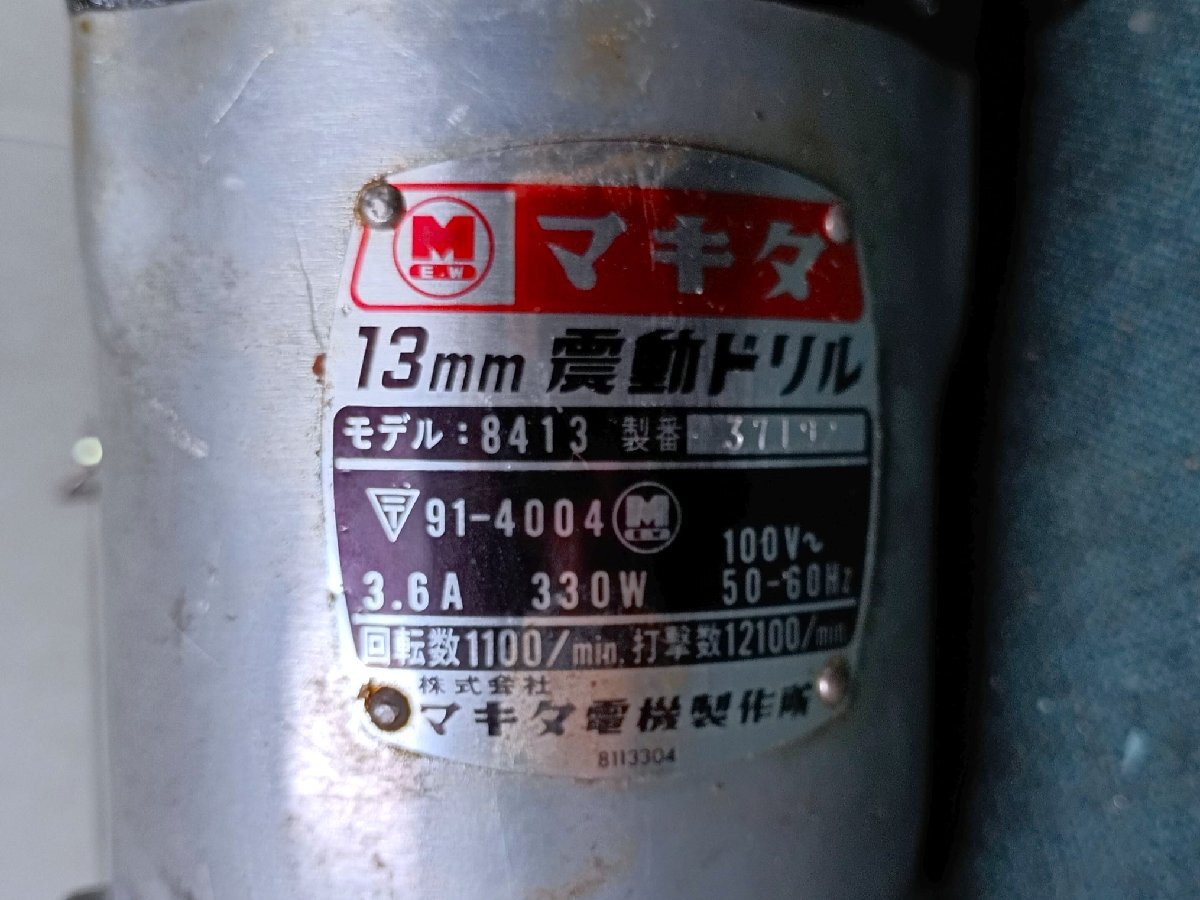 M E.W マキタ
13mm 震動ドリル
モデル:8413 製番
〒 91-4004 M E.W
100V~
3.6A 330W 50-60Hz
回転数1100/min. 打撃数12100/min.
株式会社
マキタ電機製作所
8113304